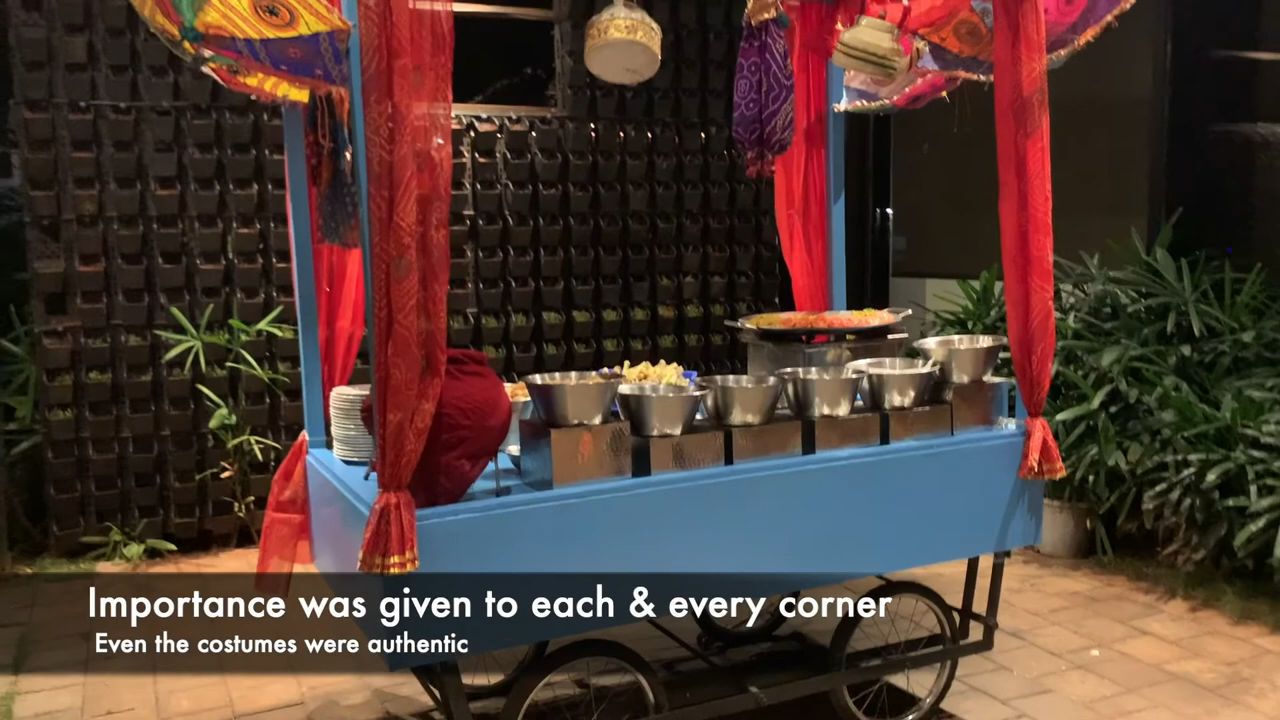 Importance was given to each & every corner
Even the costumes were authentic